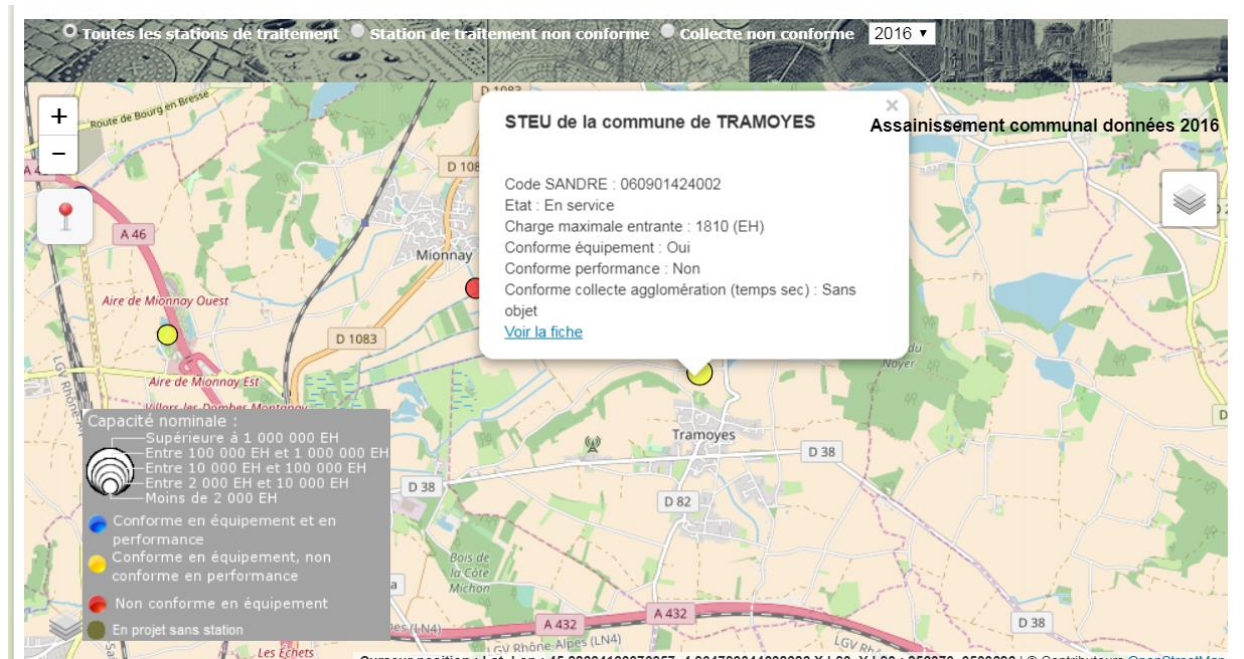 Toutes les stations de traitement Station de traitement non conforme Collecte non conforme 2016
Assainissement communal données 2016
+
−
STEU de la commune de TRAMOYES
×
Code SANDRE : 060901424002
Etat : En service
Charge maximale entrante : 1810 (EH)
Conforme équipement : Oui
Conforme performance : Non
Conforme collecte agglomération (temps sec) : Sans
objet
Voir la fiche
Route de Bourg en Bresse
D 1083
A 46
Mionnay
Aire de Mionnay Ouest
D 1083
Aire de Mionnay Est
Villars-les-Dombes Montanay
du
Noyer
Tramoyes
D 38
D 38
D 82
Bois de
la Côte
Michon
A 432
A 432
D 38
LGV Rhône-Alpes (LN4)
Les Échets
Capacité nominale :
Supérieure à 1 000 000 EH
Entre 100 000 EH et 1 000 000 EH
Entre 10 000 EH et 100 000 EH
Entre 2 000 EH et 10 000 EH
Moins de 2 000 EH
Conforme en équipement et en
performance
Conforme en équipement, non
conforme en performance
Non conforme en équipement
En projet sans station